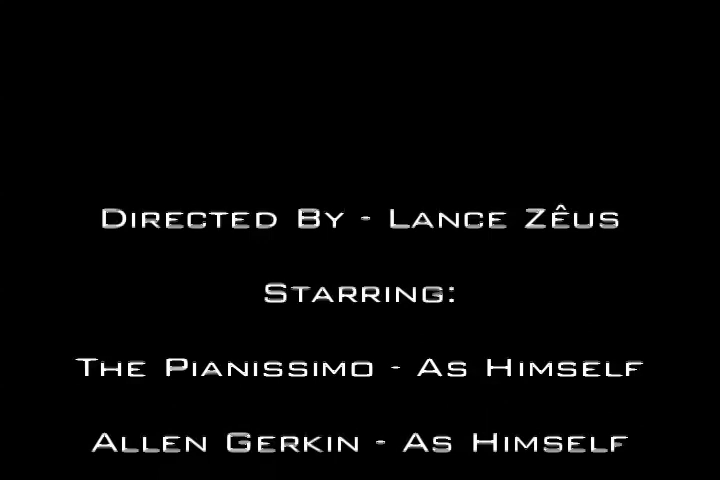 Directed By - Lance Zêus
Starring:
The Pianissimo - As Himself
Allen Gerkin - As Himself